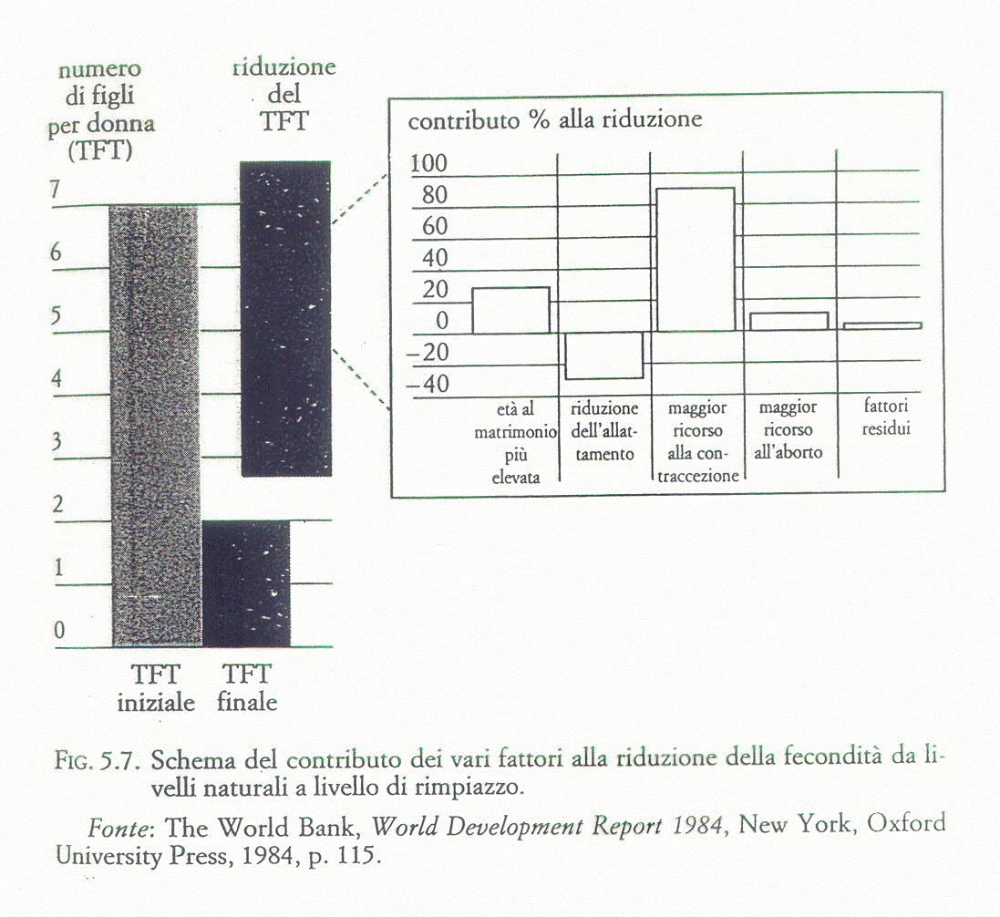 numero
di figli
per donna
(TFT)
riduzione
del
TFT
7
6
5
4
3
2
1
0
TFT
iniziale
TFT
finale
contributo % alla riduzione
100
80
60
40
20
0
−20
−40
età al
matrimonio
più
elevata
riduzione
dell'allat-
tamento
maggior
ricorso
alla con-
traccezione
maggior
ricorso
all'aborto
fattori
residui
FIG. 5.7. Schema del contributo dei vari fattori alla riduzione della fecondità da li-
velli naturali a livello di rimpiazzo.
Fonte: The World Bank, World Development Report 1984, New York, Oxford
University Press, 1984, p. 115.